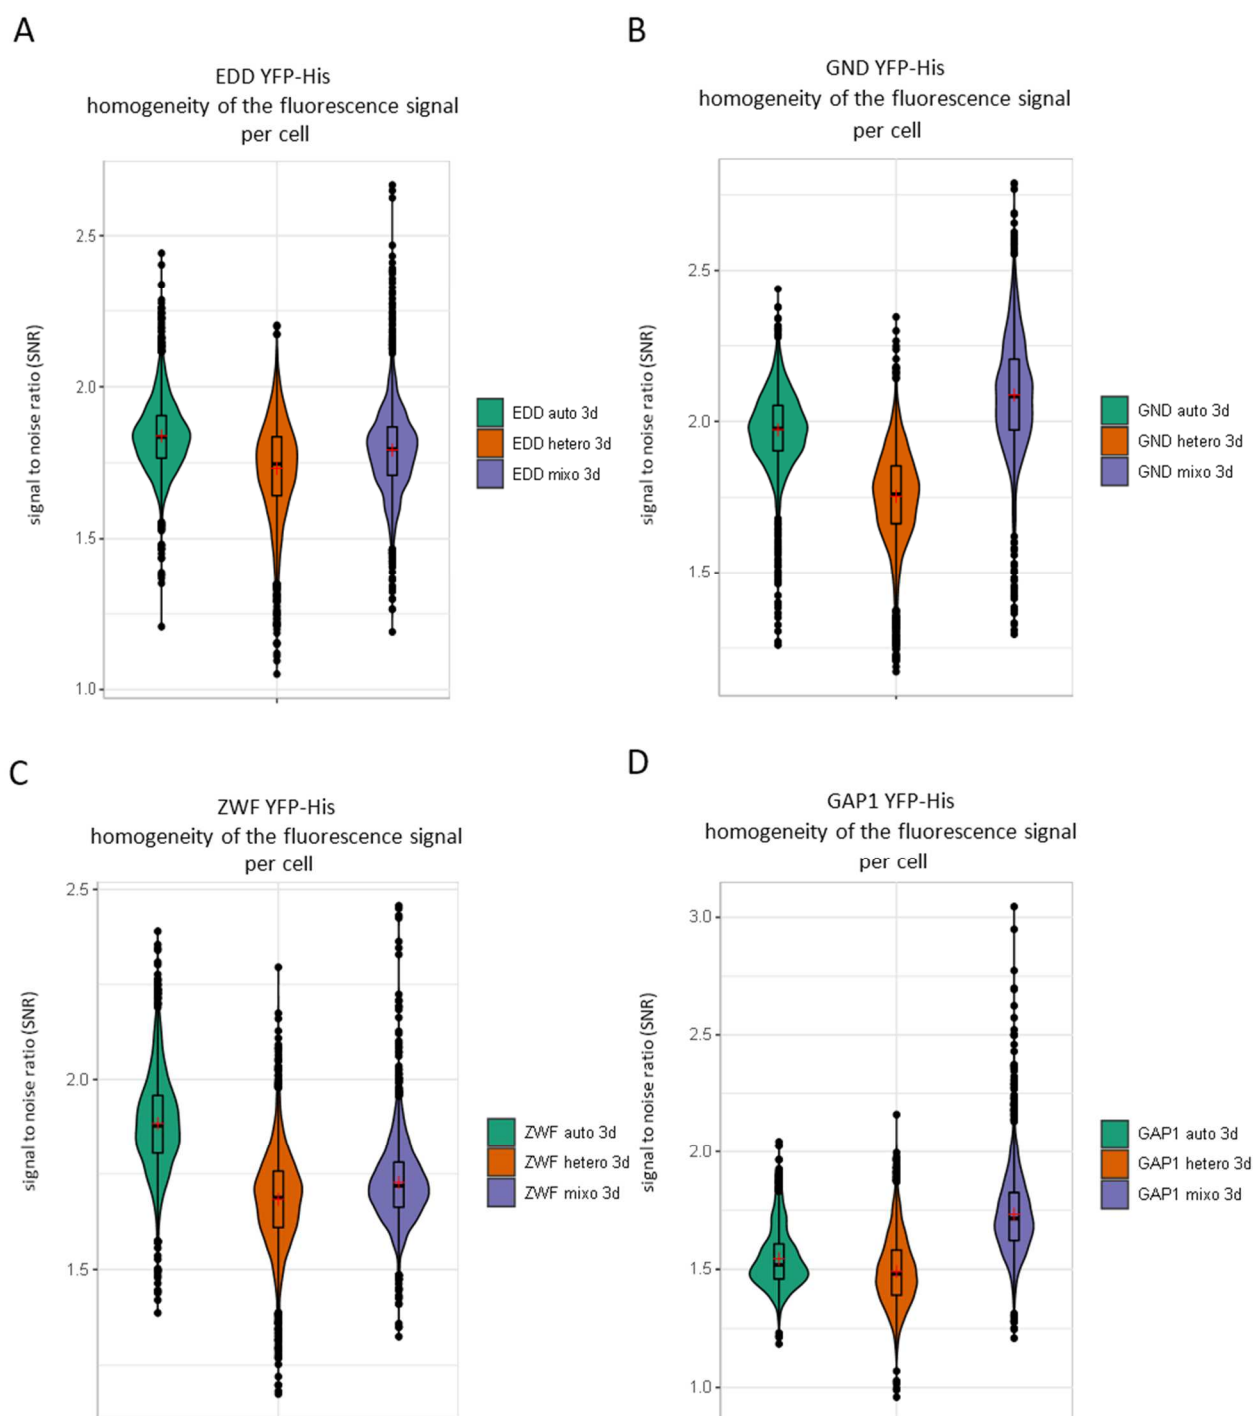 A
EDD YFP-His
homogeneity of the fluorescence signal
per cell
signal to noise ratio (SNR)
2.5
2.0
1.5
1.0
EDD auto 3d
EDD hetero 3d
EDD mixo 3d
B
GND YFP-His
homogeneity of the fluorescence signal
per cell
signal to noise ratio (SNR)
2.5
2.0
1.5
GND auto 3d
GND hetero 3d
GND mixo 3d
C
ZWF YFP-His
homogeneity of the fluorescence signal
per cell
signal to noise ratio (SNR)
2.5
2.0
1.5
ZWF auto 3d
ZWF hetero 3d
ZWF mixo 3d
D
GAP1 YFP-His
homogeneity of the fluorescence signal
per cell
signal to noise ratio (SNR)
3.0
2.5
2.0
1.5
1.0
GAP1 auto 3d
GAP1 hetero 3d
GAP1 mixo 3d